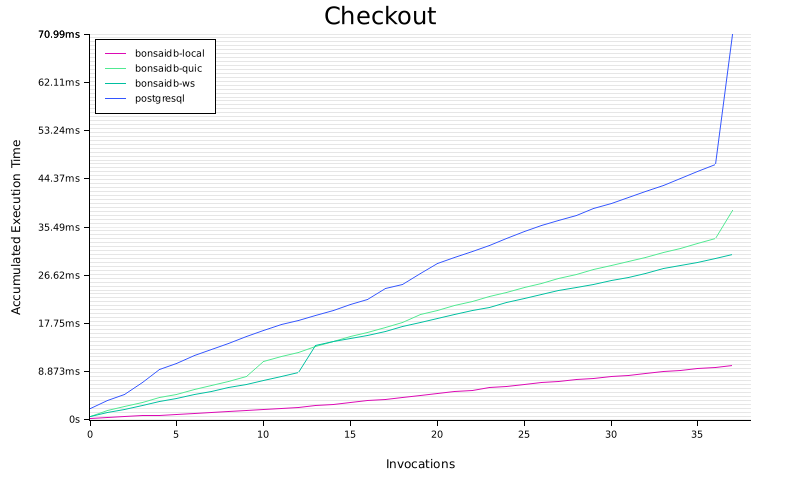 Checkout
70.99ms
62.11ms
53.24ms
44.37ms
35.49ms
26.62ms
17.75ms
8.873ms
0s
Accumulated Execution Time
bonsaidb-local
bonsaidb-quic
bonsaidb-ws
postgresql
0 5 10 15 20 25 30 35
Invocations